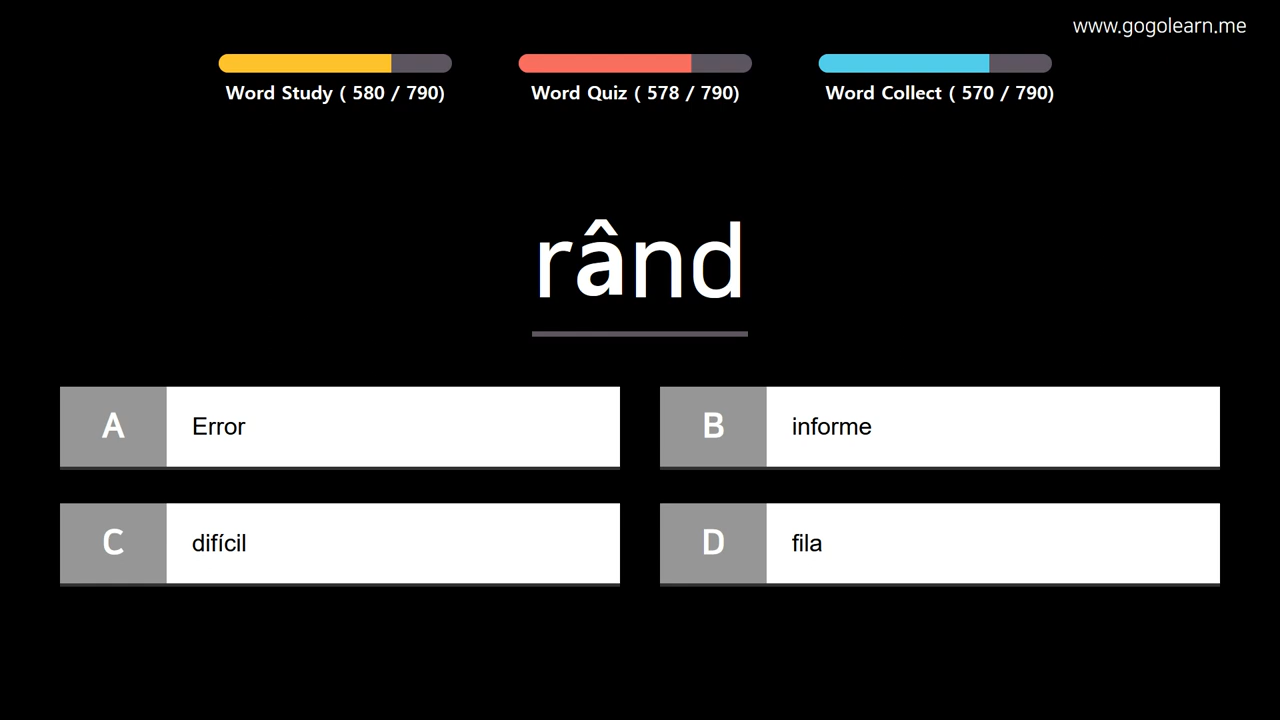 www.gogolearn.me
Word Study ( 580 / 790)
Word Quiz ( 578 / 790)
Word Collect ( 570 / 790)
rând
A
Error
B
informe
C
difícil
D
fila